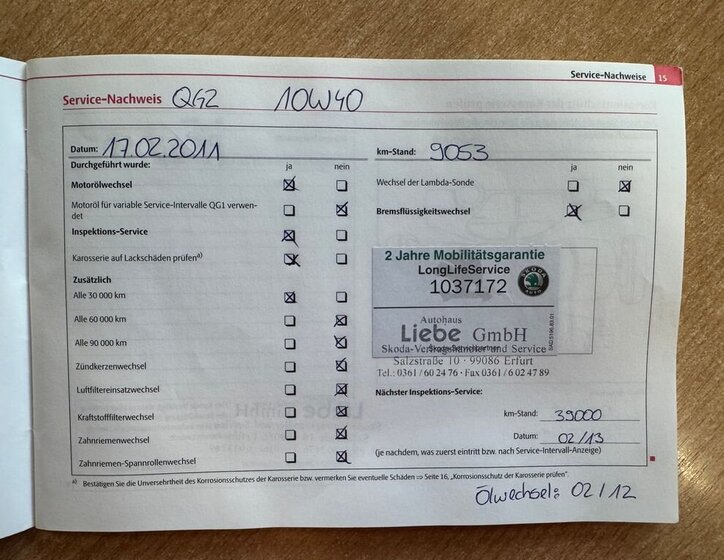 Service-Nachweise 15
Service-Nachweis QG2 10W40
Datum: 17.02.2011
km-Stand: 9053
Durchgeführt wurde: ja nein
Motorölwechsel
Motoröl für variable Service-Intervalle QG1 verwen-
det
Inspektions-Service
Karosserie auf Lackschäden prüfen a)
Zusätzlich
Alle 30 000 km
Alle 60 000 km
Alle 90 000 km
Zündkerzenwechsel
Luftfiltereinsatzwechsel
Kraftstofffilterwechsel
Zahnriemenwechsel
Zahnriemen-Spannrollenwechsel
ja nein
Wechsel der Lambda-Sonde
Bremsflüssigkeitswechsel
2 Jahre Mobilitätsgarantie
LongLifeService
1037172
SKODA
AUTO
Autohaus
Liebe GmbH
Skoda-Vertragshändler und Service
Salzstraße 10 · 99086 Erfurt
Tel.: 0361 / 60 24 76 · Fax 0361 / 6 02 47 89
Nächster Inspektions-Service:
km-Stand: 39000
Datum: 02/13
(je nachdem, was zuerst eintritt bzw. nach Service-Intervall-Anzeige)
a) Bestätigen Sie die Unversehrtheit des Korrosionsschutzes der Karosserie bzw. vermerken Sie eventuelle Schäden ⇒ Seite 16, „Korrosionsschutz der Karosserie prüfen".
Ölwechsel: 02/12